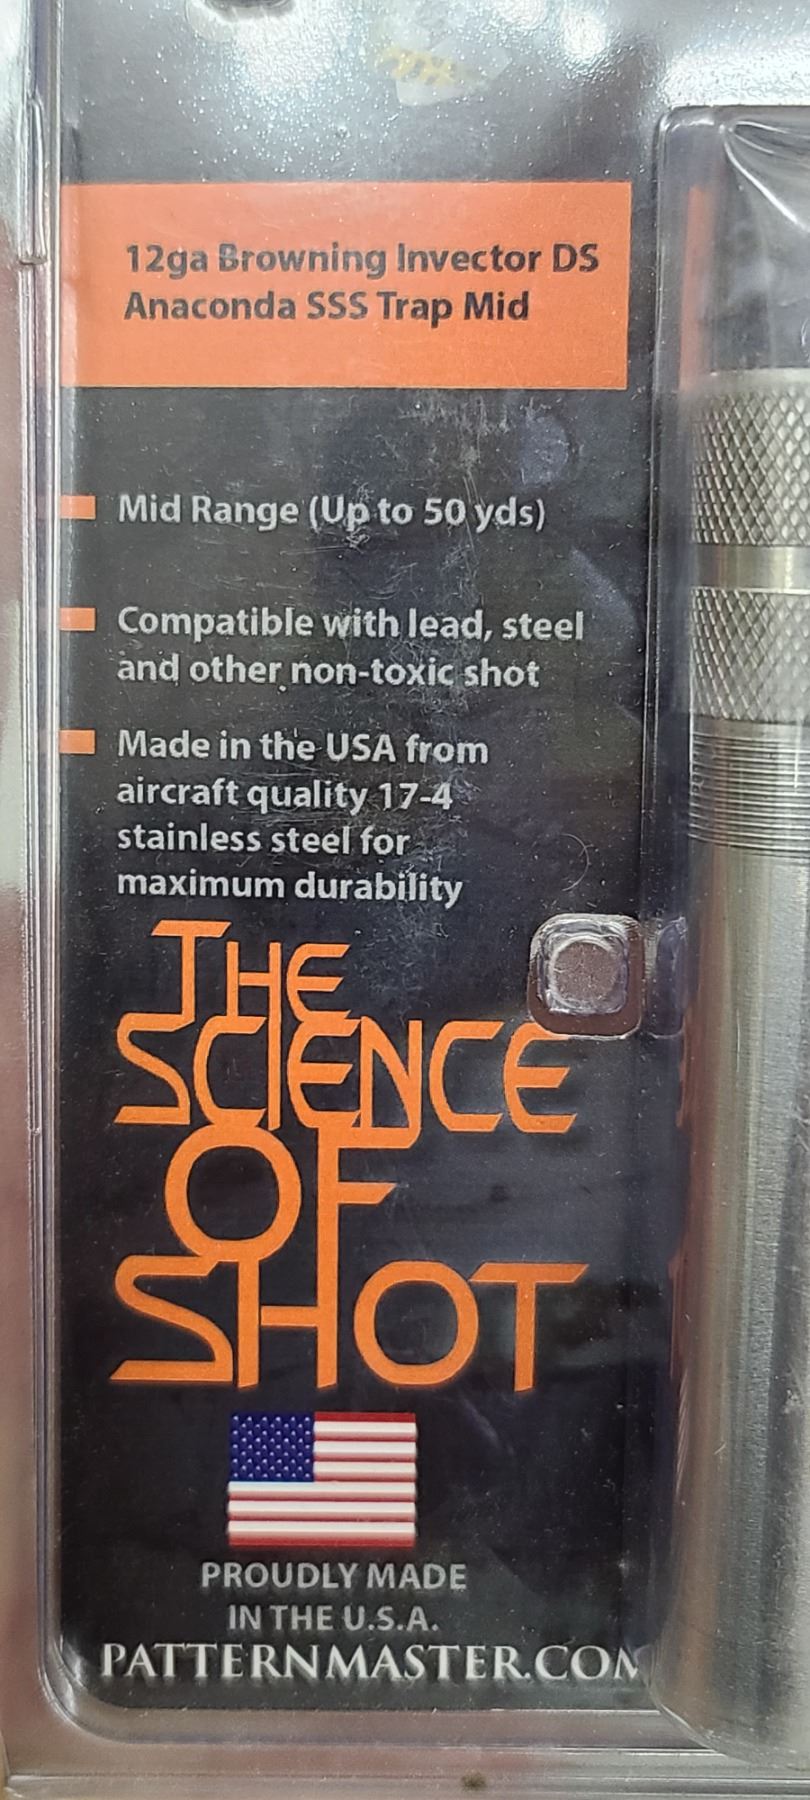 12ga Browning Invector DS
Anaconda SSS Trap Mid
Mid Range (Up to 50 yds)
Compatible with lead, steel
and other non-toxic shot
Made in the USA from
aircraft quality 17-4
stainless steel for
maximum durability
THE
SCIENCE
OF
SHOT
PROUDLY MADE
IN THE U.S.A.
PATTERNMASTER.COM